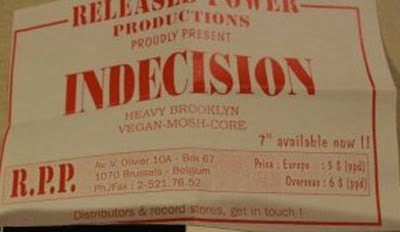 RELEASED POWER
PRODUCTIONS
PROUDLY PRESENT
INDECISION
HEAVY BROOKLYN
VEGAN-MOSH-CORE
7" available now !!
R.P.P.
Av. V. Olivier 10A - Box 67
1070 Brussels - Belgium
Ph./Fax : 2-521.76.52
Price : Europe : 5 $ (ppd)
Overseas : 6 $ (ppd)
Distributors & record stores, get in touch !